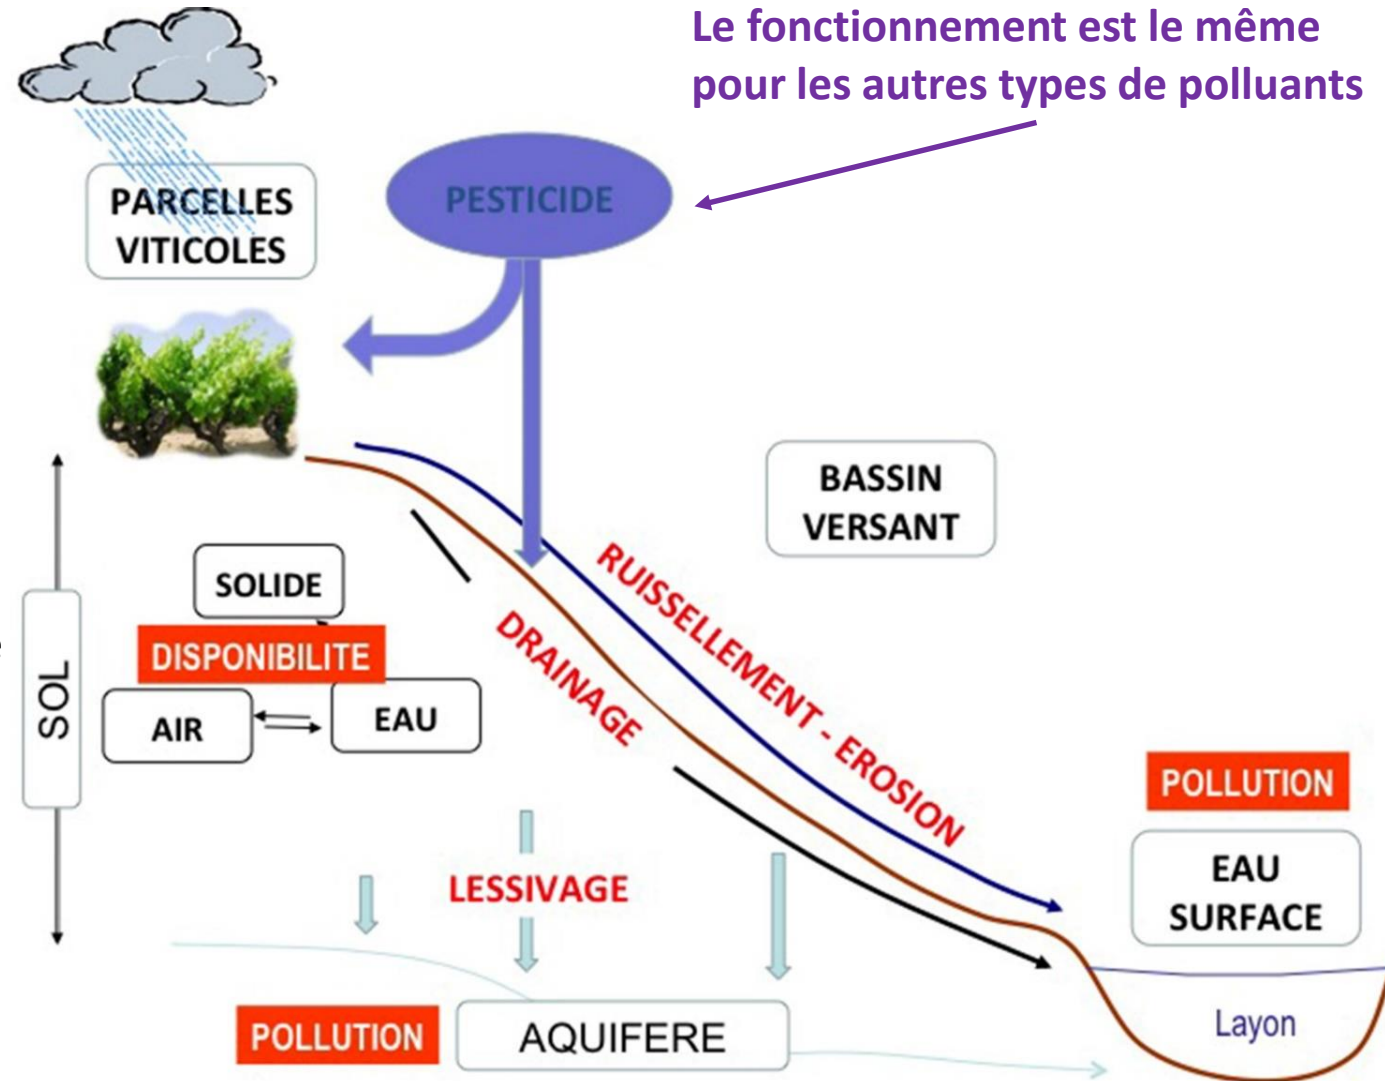 Le fonctionnement est le même
pour les autres types de polluants
PARCELLES
VITICOLES
PESTICIDE
BASSIN
VERSANT
SOLIDE
DISPONIBILITE
AIR
EAU
SOL
RUISSELLEMENT - EROSION
DRAINAGE
LESSIVAGE
POLLUTION
EAU
SURFACE
Layon
POLLUTION
AQUIFERE